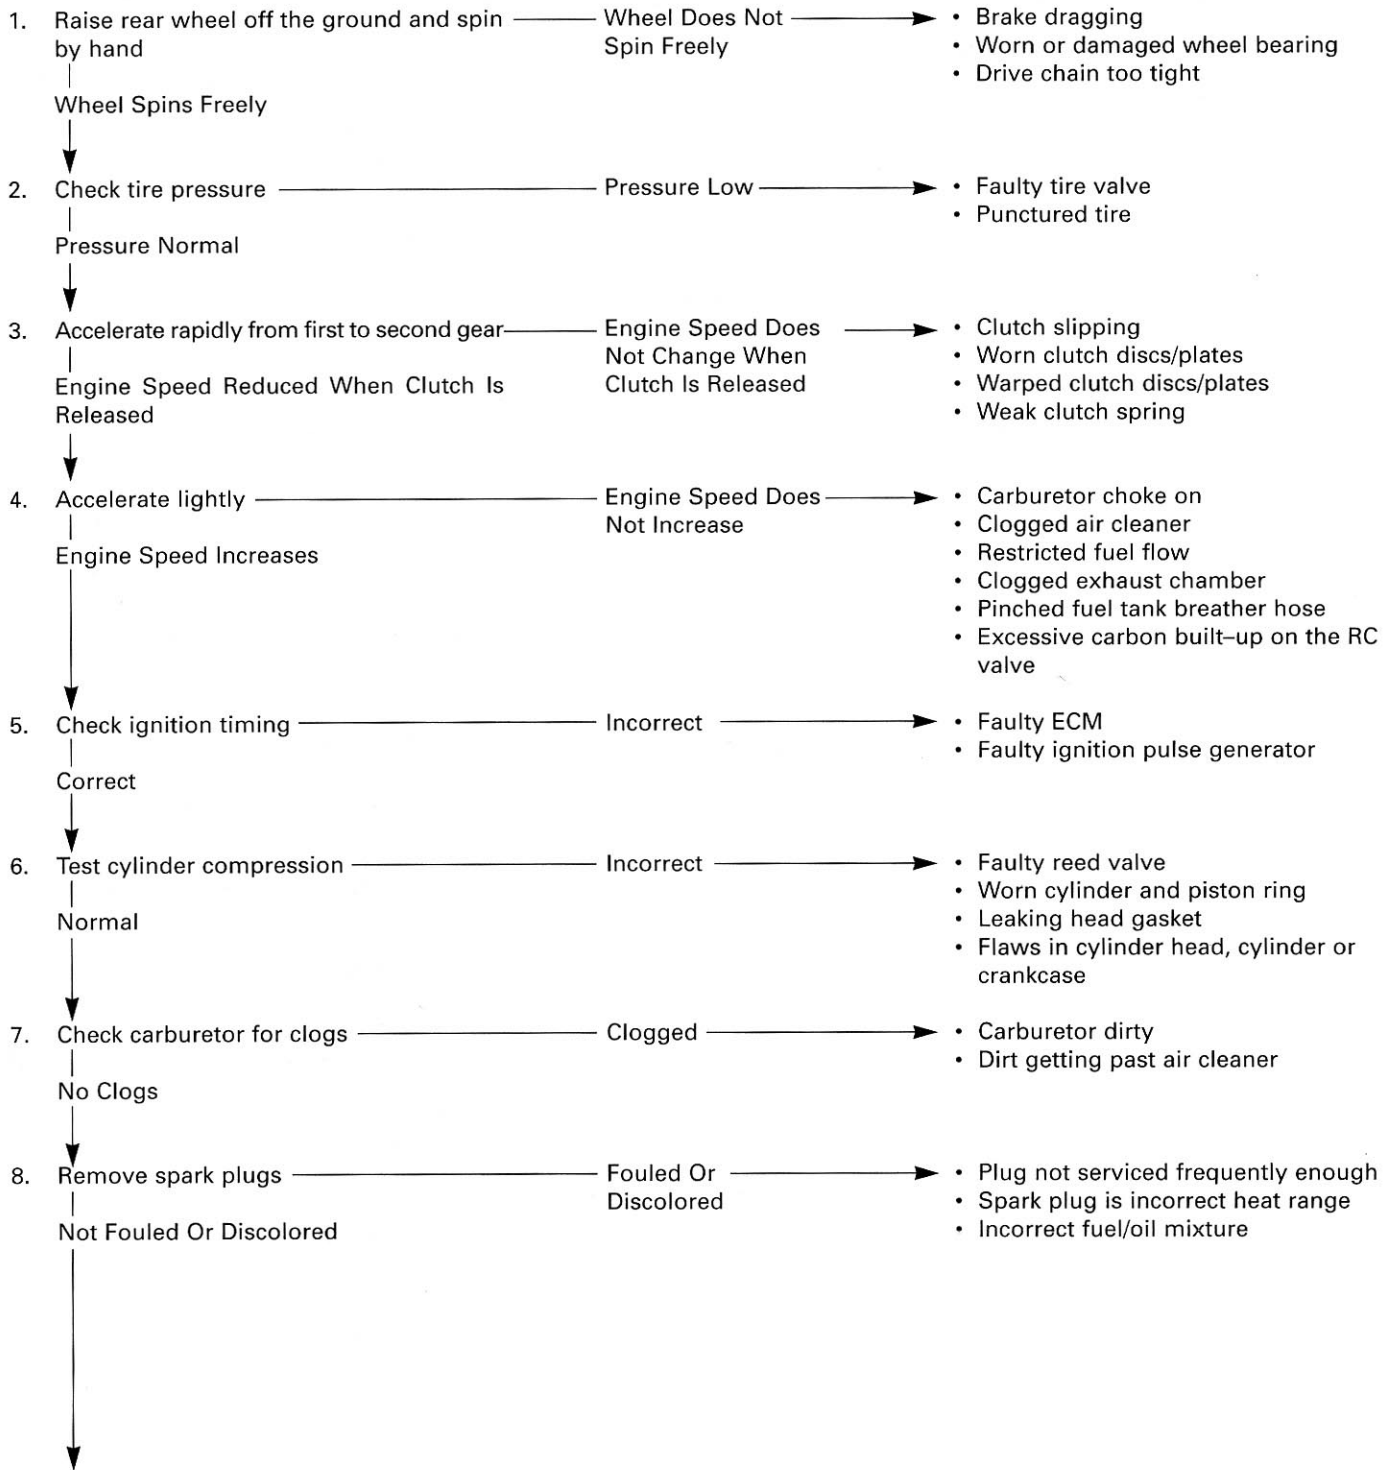 1. Raise rear wheel off the ground and spin by hand
Wheel Does Not Spin Freely
• Brake dragging
• Worn or damaged wheel bearing
• Drive chain too tight
Wheel Spins Freely
2. Check tire pressure
Pressure Low
• Faulty tire valve
• Punctured tire
Pressure Normal
3. Accelerate rapidly from first to second gear
Engine Speed Does
Not Change When
Clutch Is Released
• Clutch slipping
• Worn clutch discs/plates
• Warped clutch discs/plates
• Weak clutch spring
Engine Speed Reduced When Clutch Is
Released
4. Accelerate lightly
Engine Speed Does
Not Increase
• Carburetor choke on
• Clogged air cleaner
• Restricted fuel flow
• Clogged exhaust chamber
• Pinched fuel tank breather hose
• Excessive carbon built–up on the RC
valve
Engine Speed Increases
5. Check ignition timing
Incorrect
• Faulty ECM
• Faulty ignition pulse generator
Correct
6. Test cylinder compression
Incorrect
• Faulty reed valve
• Worn cylinder and piston ring
• Leaking head gasket
• Flaws in cylinder head, cylinder or
crankcase
Normal
7. Check carburetor for clogs
Clogged
• Carburetor dirty
• Dirt getting past air cleaner
No Clogs
8. Remove spark plugs
Fouled Or
Discolored
• Plug not serviced frequently enough
• Spark plug is incorrect heat range
• Incorrect fuel/oil mixture
Not Fouled Or Discolored